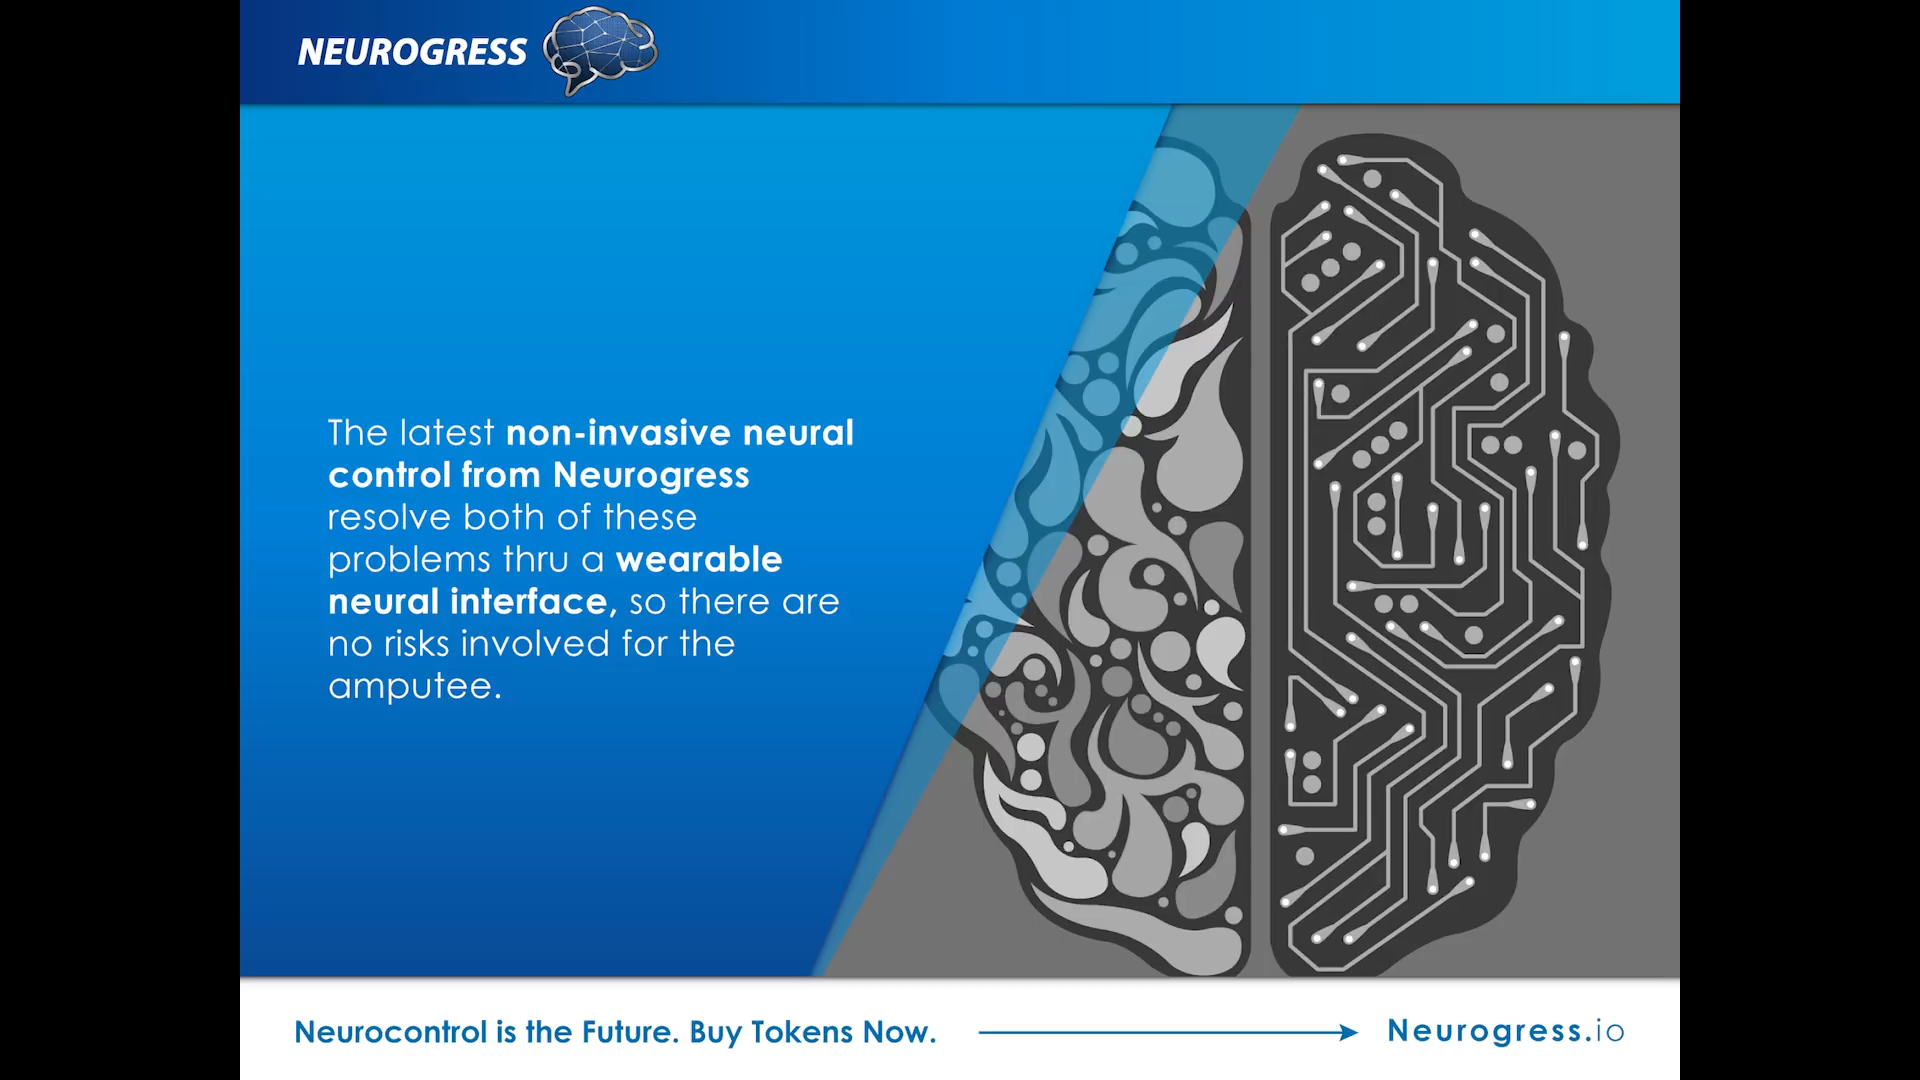 NEUROGRESS
The latest non-invasive neural
control from Neurogress
resolve both of these
problems thru a wearable
neural interface, so there are
no risks involved for the
amputee.
Neurocontrol is the Future. Buy Tokens Now.
Neurogress.io